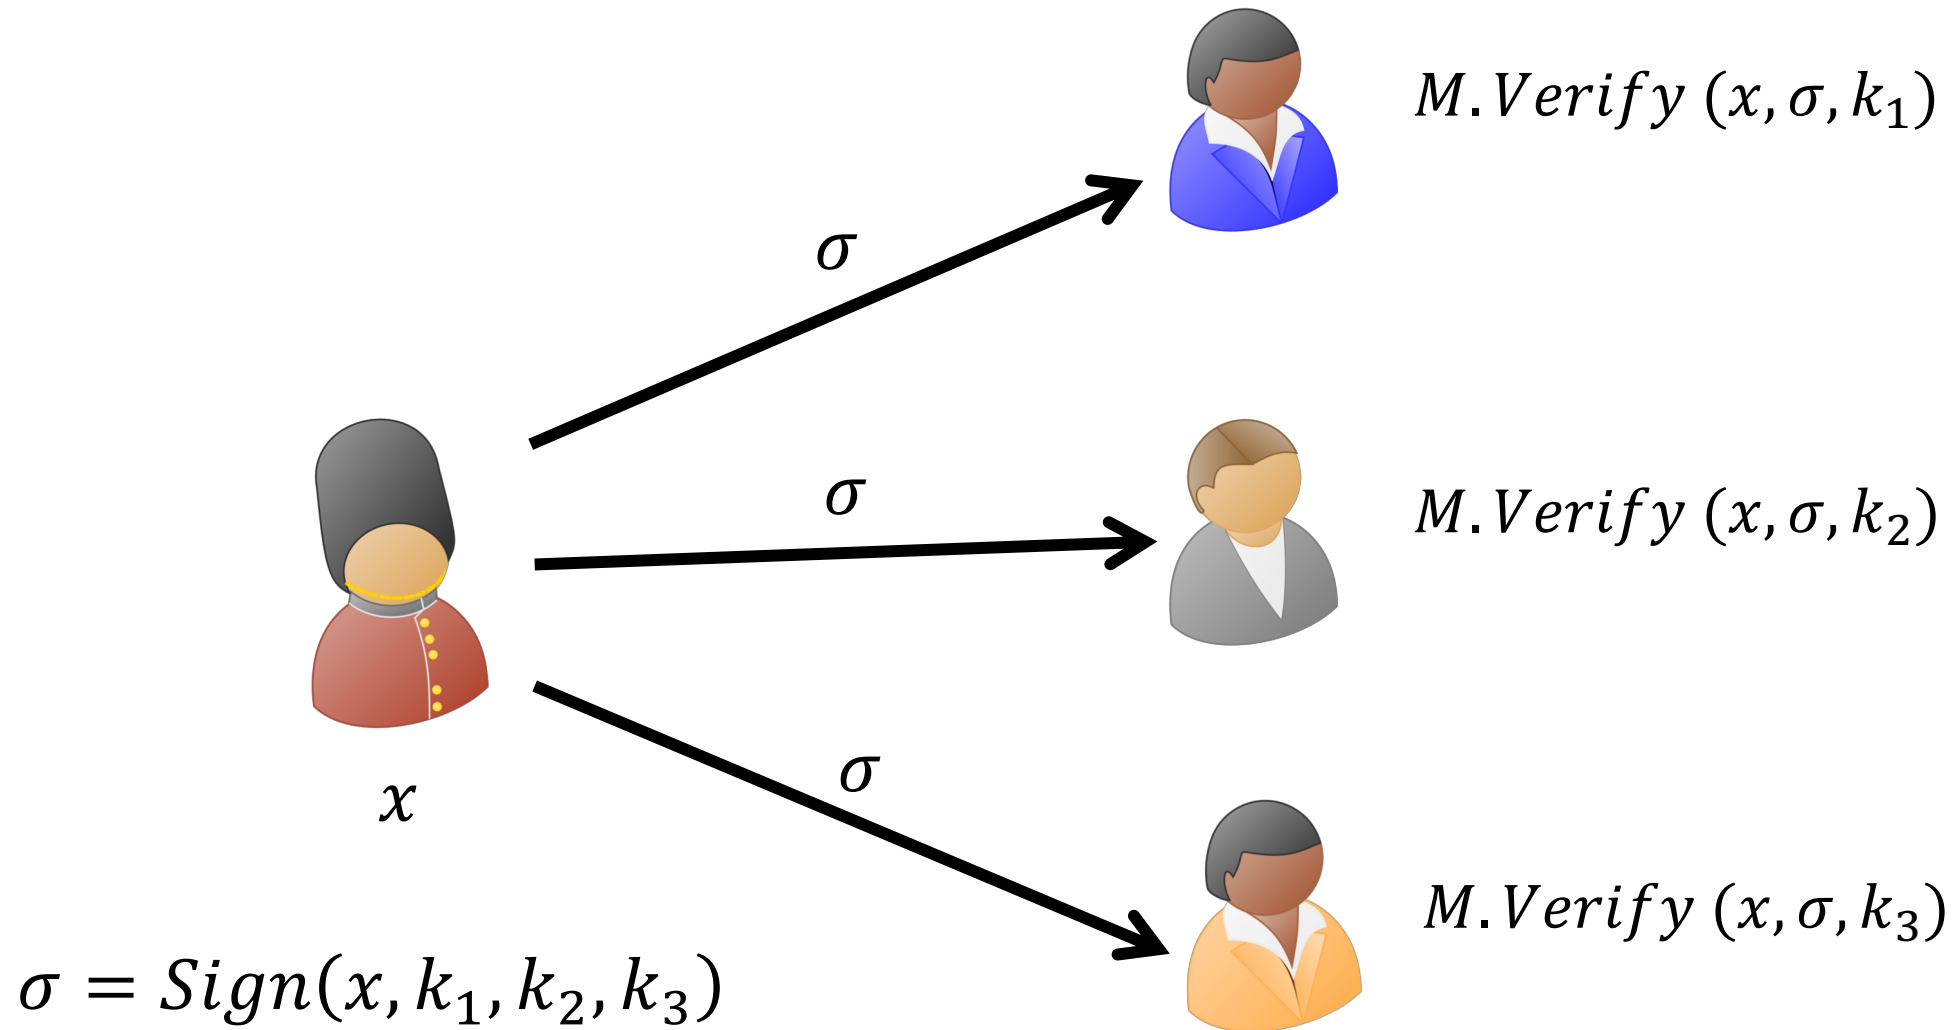 M.Verify (x, σ, k₁)
σ
σ
M.Verify (x, σ, k₂)
σ
x
M.Verify (x, σ, k₃)
σ = Sign(x, k₁, k₂, k₃)